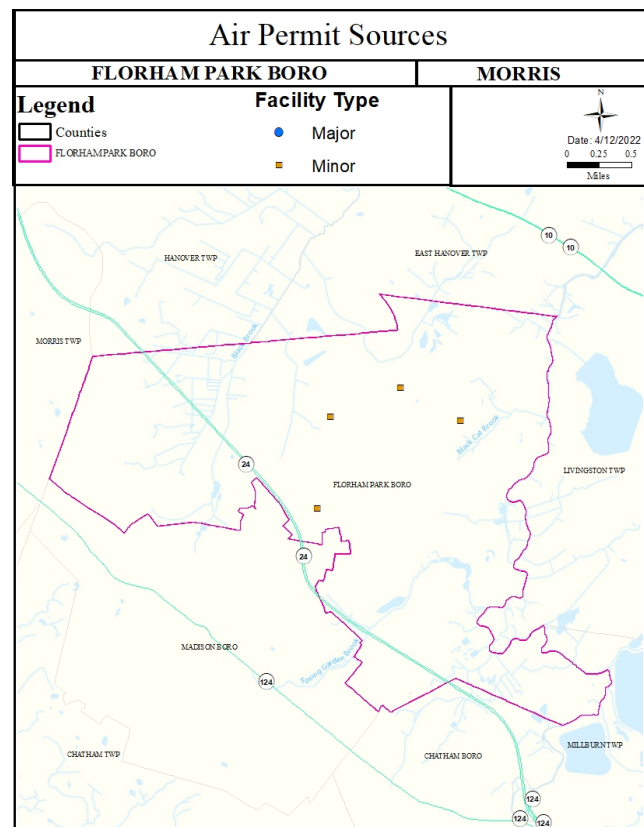 Air Permit Sources
FLORHAM PARK BORO
MORRIS
Legend
Counties
FLORHAMPARK BORO
Facility Type
Major
Minor
N
Date: 4/12/2022
0 0.25 0.5
Miles
10
10
HANOVER TWP
EAST HANOVER TWP
Black Brook
MORRIS TWP
Black Cat Brook
24
LIVINGSTON TWP
FLORHAM PARK BORO
24
MADISON BORO
Spring Garden Brook
124
CHATHAM TWP
CHATHAM BORO
MILLBURN TWP
124
124
124